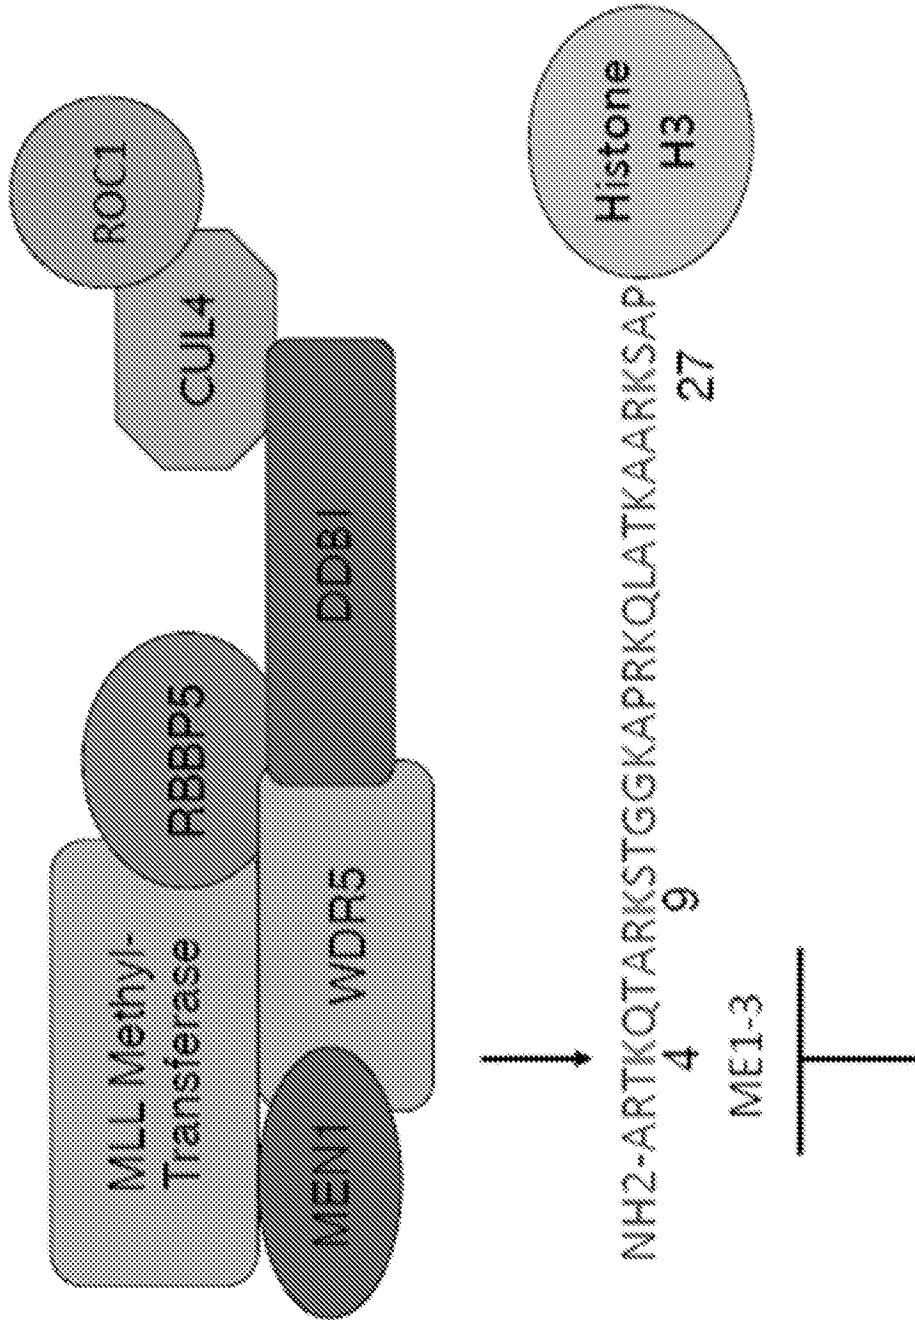 MLL Methyl-
Transferase
RBBP5
CUL4
ROC1
MEN1
WDR5
DDB1
NH2-ARTKQTARKSTGGKAPRKQLATKAARKSAP
4
9
27
Histone
H3
ME1-3